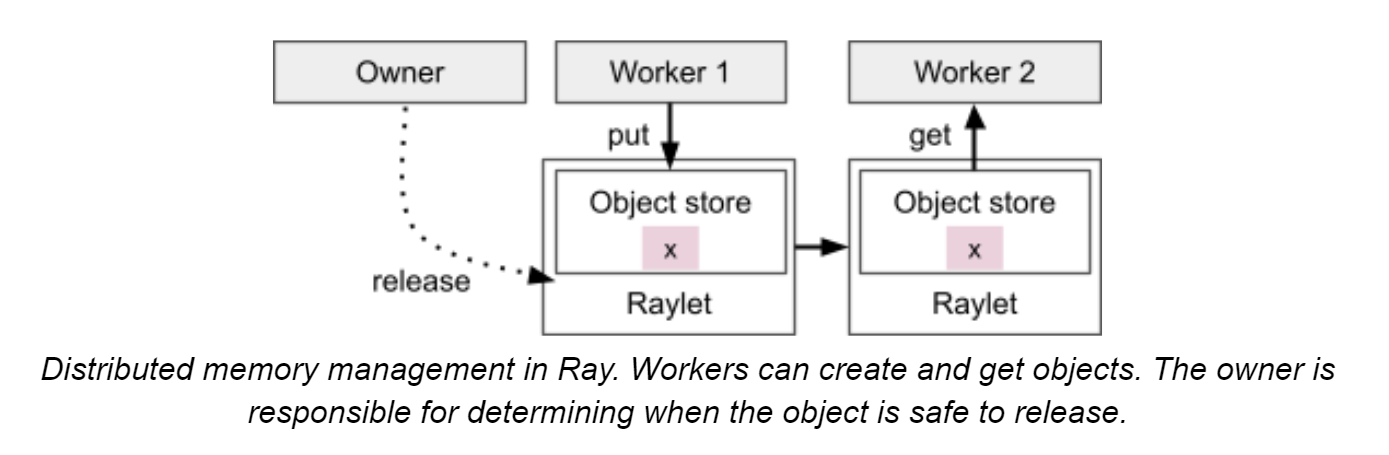 Owner
Worker 1
Worker 2
put
get
Object store
Object store
x
x
release
Raylet
Raylet
Distributed memory management in Ray. Workers can create and get objects. The owner is
responsible for determining when the object is safe to release.